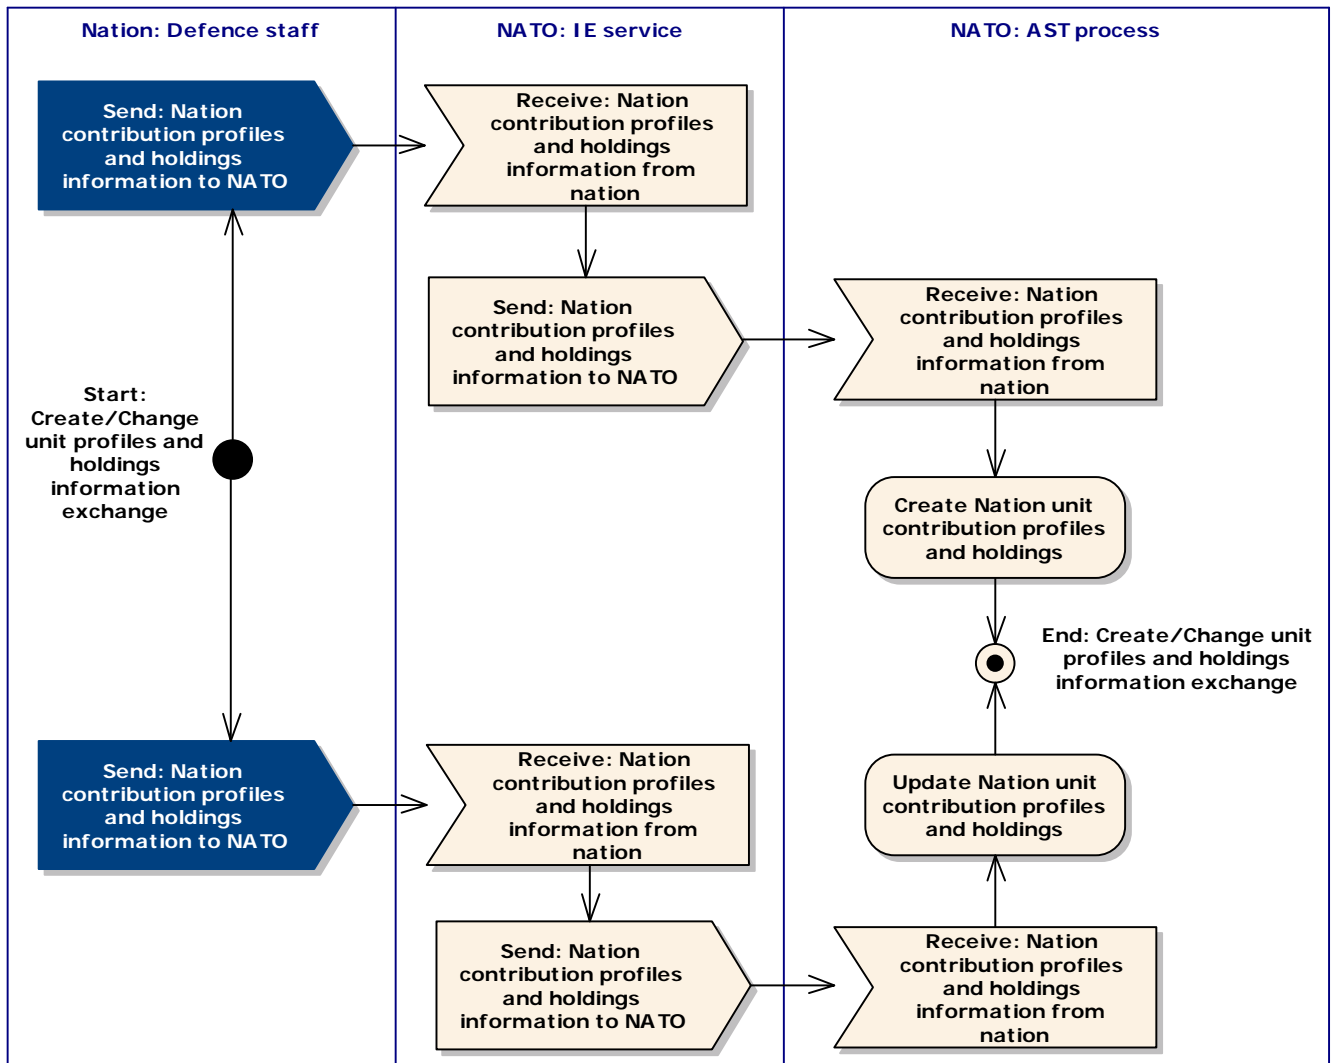 Nation: Defence staff
NATO: IE service
NATO: AST process
Send: Nation
contribution profiles
and holdings
information to NATO
Receive: Nation
contribution profiles
and holdings
information from
nation
Send: Nation
contribution profiles
and holdings
information to NATO
Receive: Nation
contribution profiles
and holdings
information from
nation
Start:
Create/Change
unit profiles and
holdings
information
exchange
Create Nation unit
contribution profiles
and holdings
End: Create/Change unit
profiles and holdings
information exchange
Send: Nation
contribution profiles
and holdings
information to NATO
Receive: Nation
contribution profiles
and holdings
information from
nation
Update Nation unit
contribution profiles
and holdings
Send: Nation
contribution profiles
and holdings
information to NATO
Receive: Nation
contribution profiles
and holdings
information from
nation